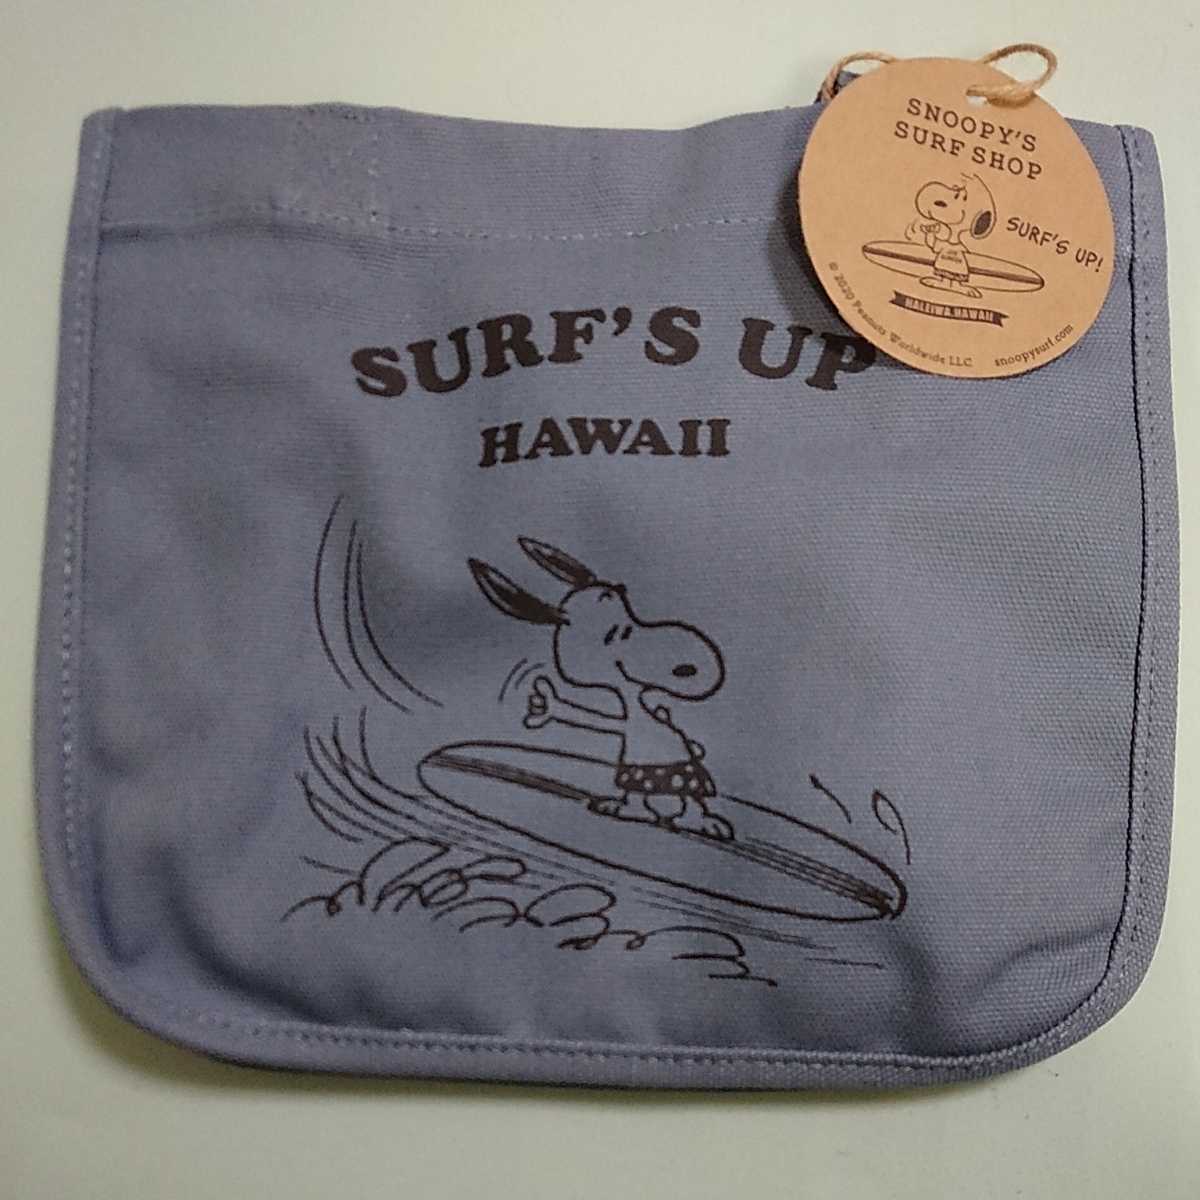 SNOOPY'S
SURF SHOP
SURF'S UP!
HALEIWA, HAWAII
© 2020 Peanuts Worldwide LLC
snoopysurf.com
SURF'S UP
HAWAII